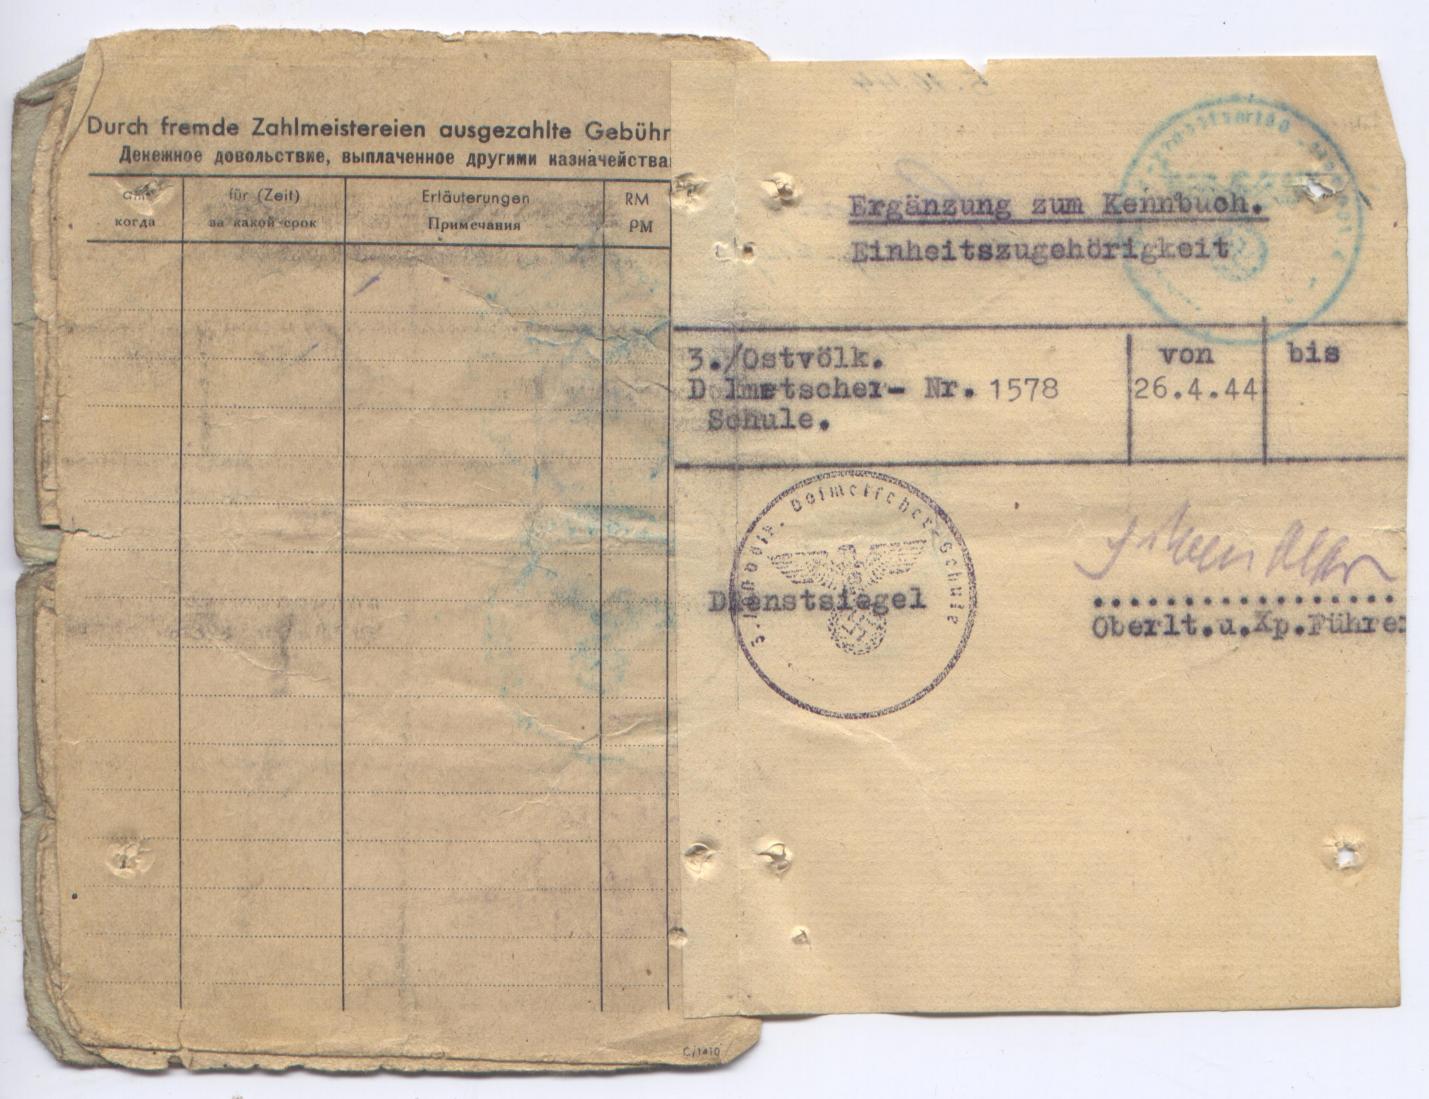 Durch fremde Zahlmeistereien ausgezahlte Gebühr
Денежное довольствие, выплаченное другими казначейства
am für (Zeit) Erläuterungen RM
когда за какой срок Примечания РМ
C/1410
Ergänzung zum Kennbuch.
Einheitszugehörigkeit
3./Ostvölk.
Dolmetscher- Nr. 1578
Schule.
von bis
26.4.44
Dolmetscher-Schule
Dienstsiegel
Oberlt.u.Kp.Führer